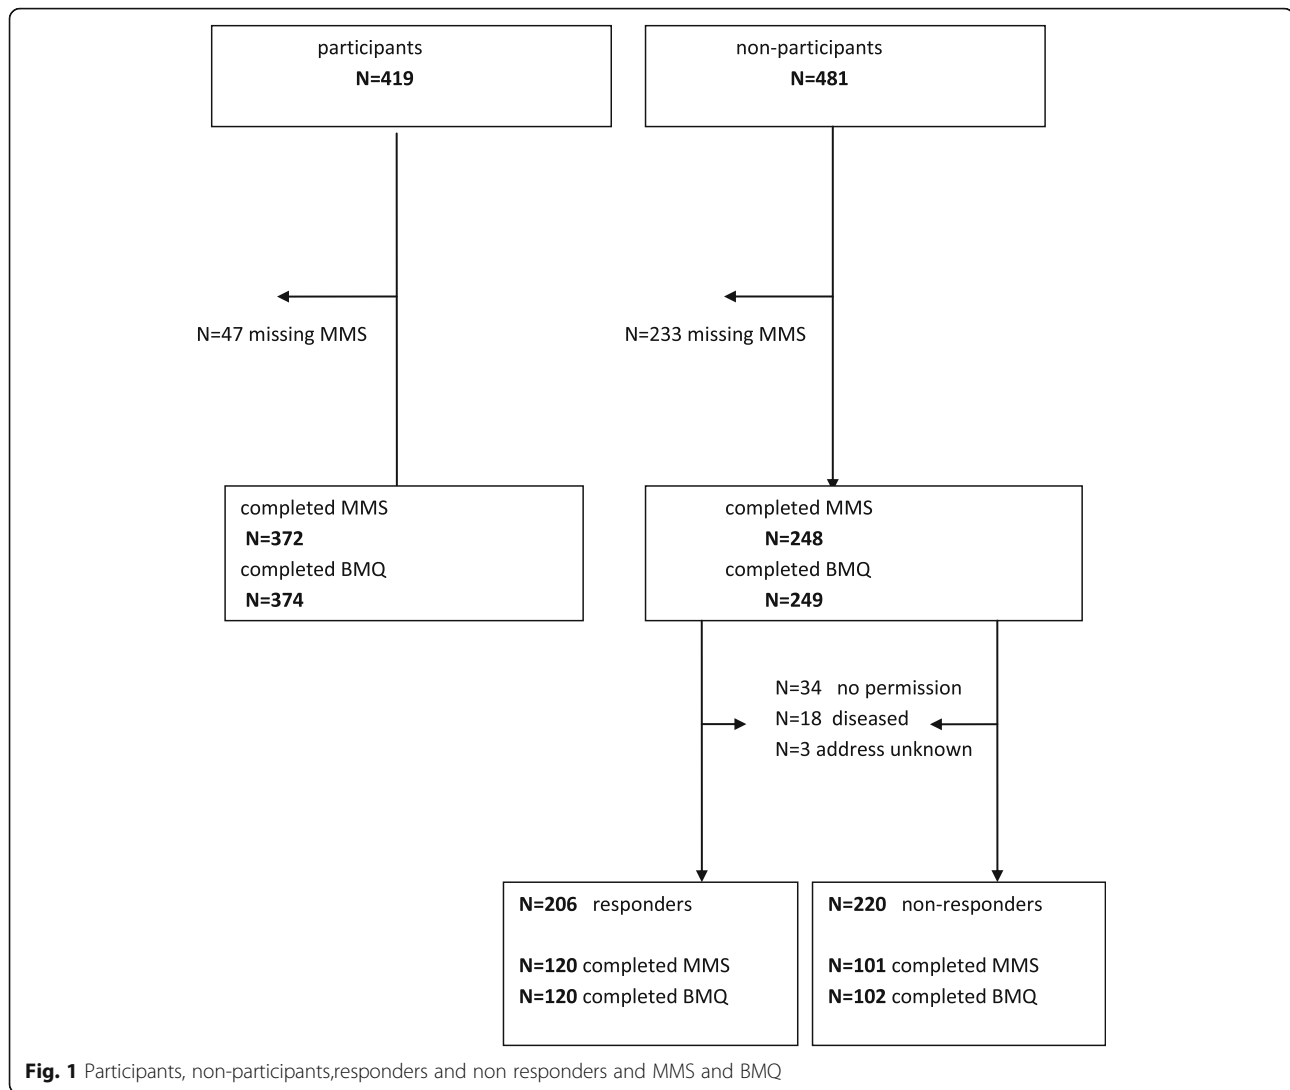 participants
N=419
non-participants
N=481
N=47 missing MMS
N=233 missing MMS
completed MMS
N=372
completed BMQ
N=374
completed MMS
N=248
completed BMQ
N=249
N=34 no permission
N=18 diseased
N=3 address unknown
N=206 responders
N=120 completed MMS
N=120 completed BMQ
N=220 non-responders
N=101 completed MMS
N=102 completed BMQ
Fig. 1 Participants, non-participants,responders and non responders and MMS and BMQ